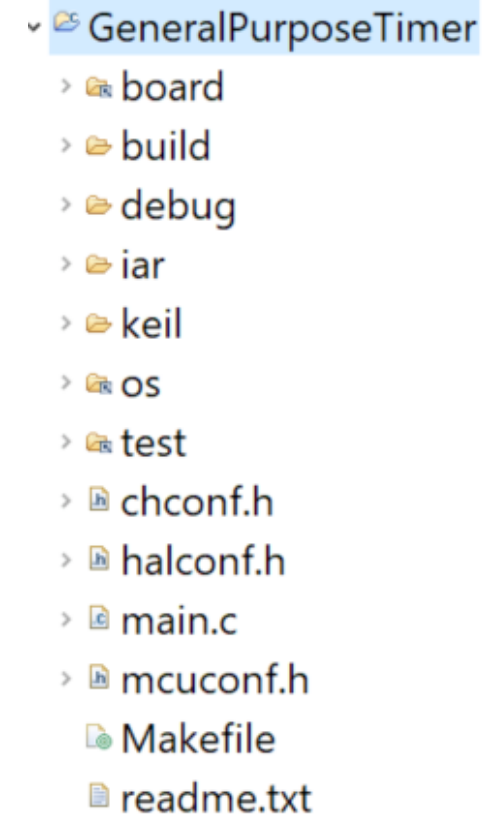 GeneralPurposeTimer
board
build
debug
iar
keil
os
test
chconf.h
halconf.h
main.c
mcuconf.h
Makefile
readme.txt